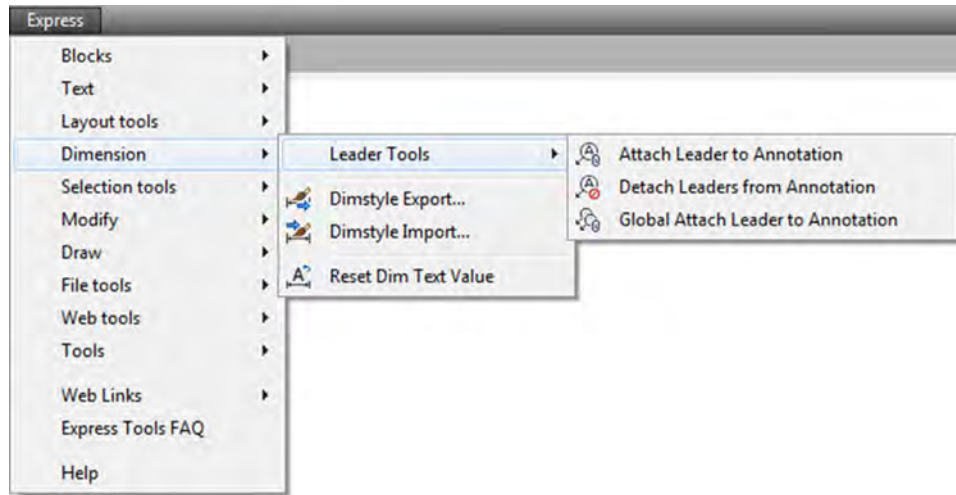 Express
Blocks
Text
Layout tools
Dimension
Selection tools
Modify
Draw
File tools
Web tools
Tools
Web Links
Express Tools FAQ
Help
Leader Tools
Dimstyle Export...
Dimstyle Import...
Reset Dim Text Value
Attach Leader to Annotation
Detach Leaders from Annotation
Global Attach Leader to Annotation